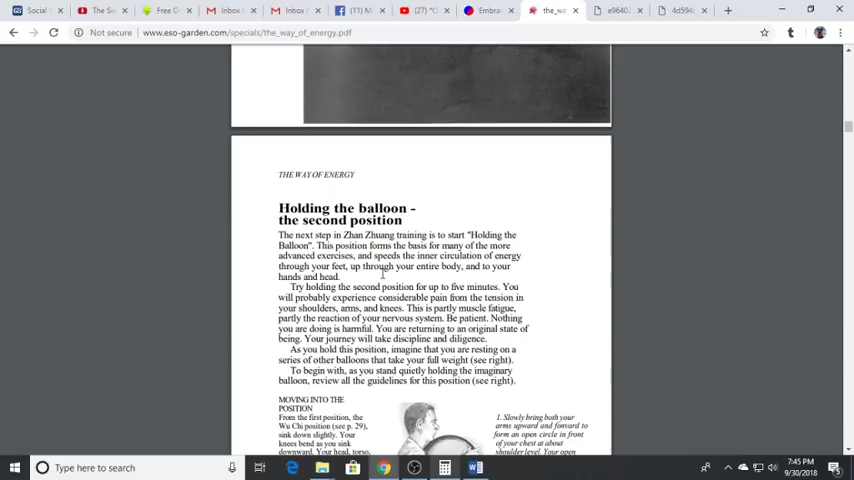 Social
The Si
Free D
Inbox
Inbox
(11) M
(27) "C
Embrac
the_wa
e96402
4d594c
Not secure
www.eso-garden.com/specials/the_way_of_energy.pdf
THE WAY OF ENERGY
Holding the balloon -
the second position
The next step in Zhan Zhuang training is to start "Holding the
Balloon". This position forms the basis for many of the more
advanced exercises, and speeds the inner circulation of energy
through your feet, up through your entire body, and to your
hands and head.
Try holding the second position for up to five minutes. You
will probably experience considerable pain from the tension in
your shoulders, arms, and knees. This is partly muscle fatigue,
partly the reaction of your nervous system. Be patient. Nothing
you are doing is harmful. You are returning to an original state of
being. Your journey will take discipline and diligence.
As you hold this position, imagine that you are resting on a
series of other balloons that take your full weight (see right).
To begin with, as you stand quietly holding the imaginary
balloon, review all the guidelines for this position (see right).
MOVING INTO THE
POSITION
From the first position, the
Wu Chi position (see p. 29),
sink down slightly. Your
knees bend as you sink
downward. Your head, torso,
1. Slowly bring both your
arms upward and forward to
form an open circle in front
of your chest at about
shoulder level. Your open
Type here to search
7:45 PM
9/30/2018